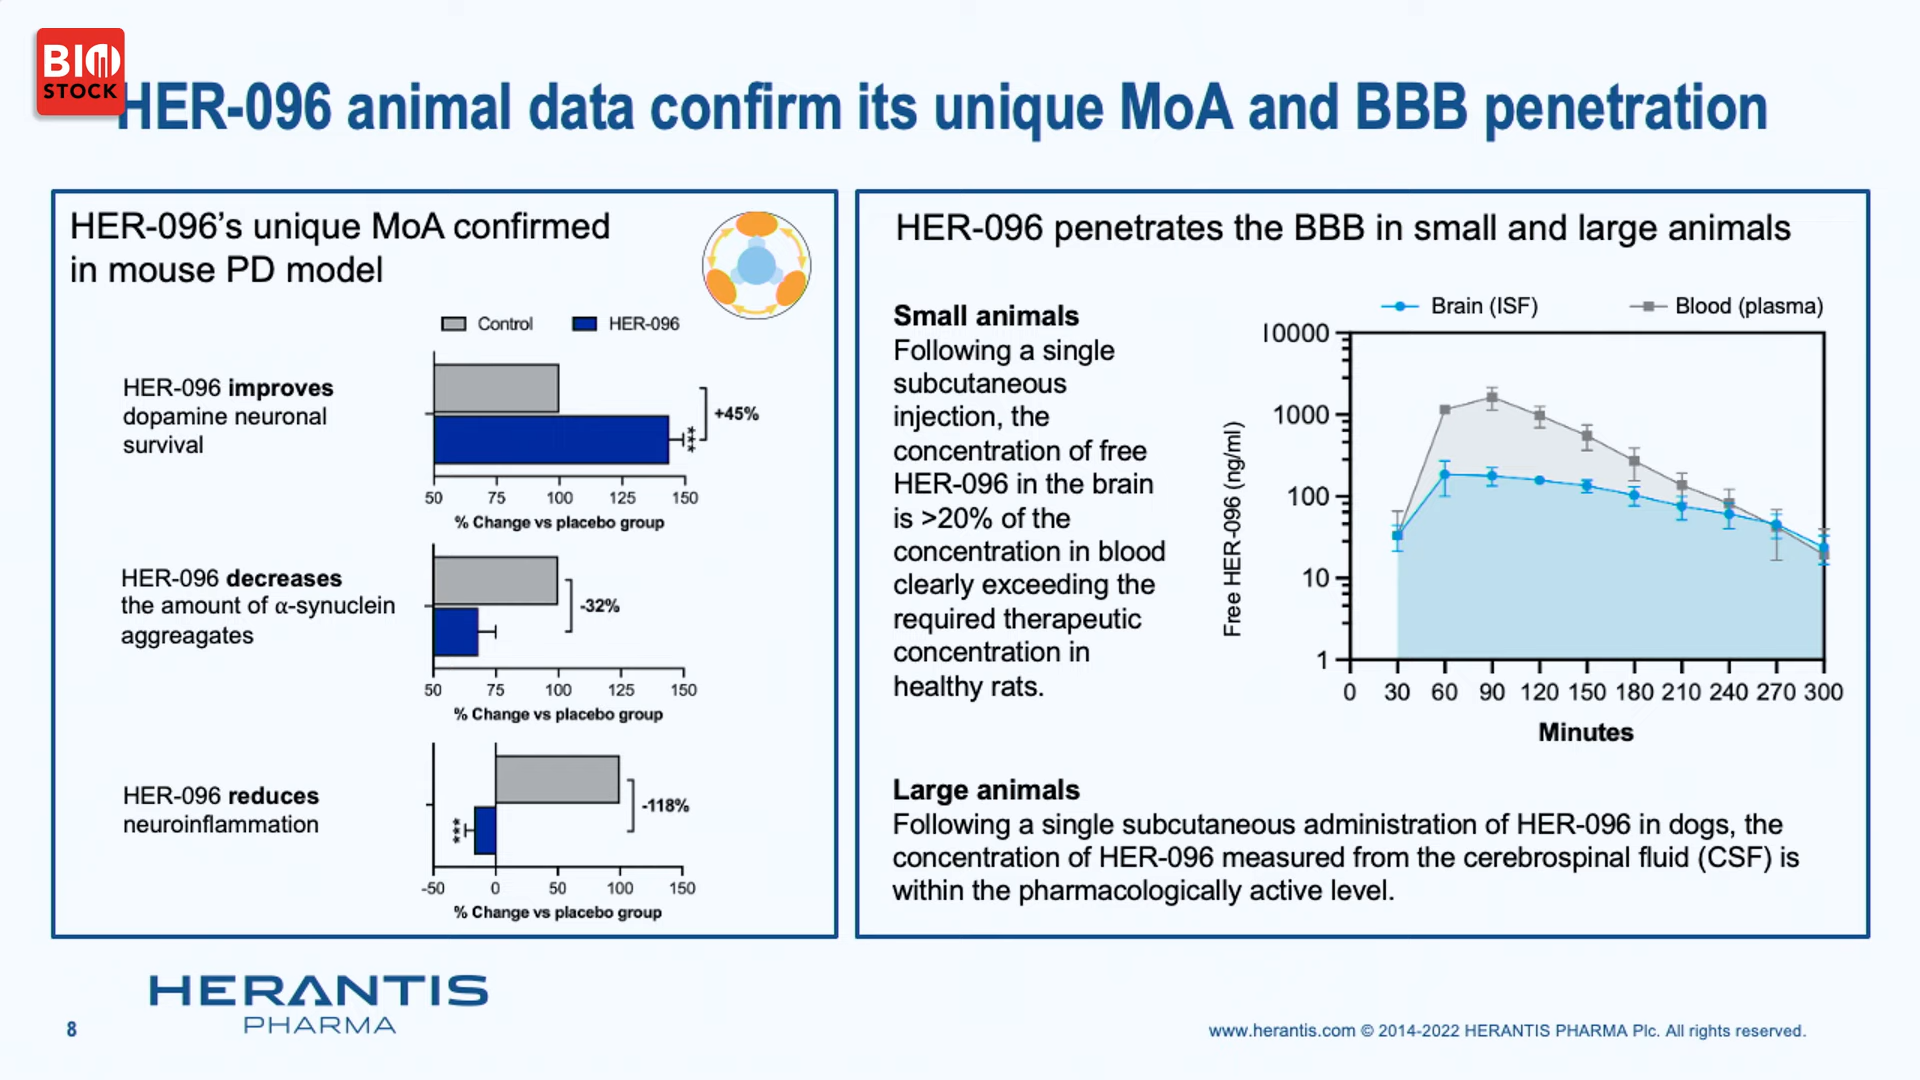 BIO
STOCK
HER-096 animal data confirm its unique MoA and BBB penetration
HER-096's unique MoA confirmed
in mouse PD model
Control
HER-096
HER-096 improves
dopamine neuronal
survival
+45%
***
50 75 100 125 150
% Change vs placebo group
HER-096 decreases
the amount of α-synuclein
aggreagates
-32%
50 75 100 125 150
% Change vs placebo group
HER-096 reduces
neuroinflammation
-118%
***
-50 0 50 100 150
% Change vs placebo group
HER-096 penetrates the BBB in small and large animals
Small animals
Following a single
subcutaneous
injection, the
concentration of free
HER-096 in the brain
is >20% of the
concentration in blood
clearly exceeding the
required therapeutic
concentration in
healthy rats.
Brain (ISF)
Blood (plasma)
Free HER-096 (ng/ml)
10000
1000
100
10
1
0 30 60 90 120 150 180 210 240 270 300
Minutes
Large animals
Following a single subcutaneous administration of HER-096 in dogs, the
concentration of HER-096 measured from the cerebrospinal fluid (CSF) is
within the pharmacologically active level.
HERANTIS
PHARMA
8
www.herantis.com © 2014-2022 HERANTIS PHARMA Plc. All rights reserved.